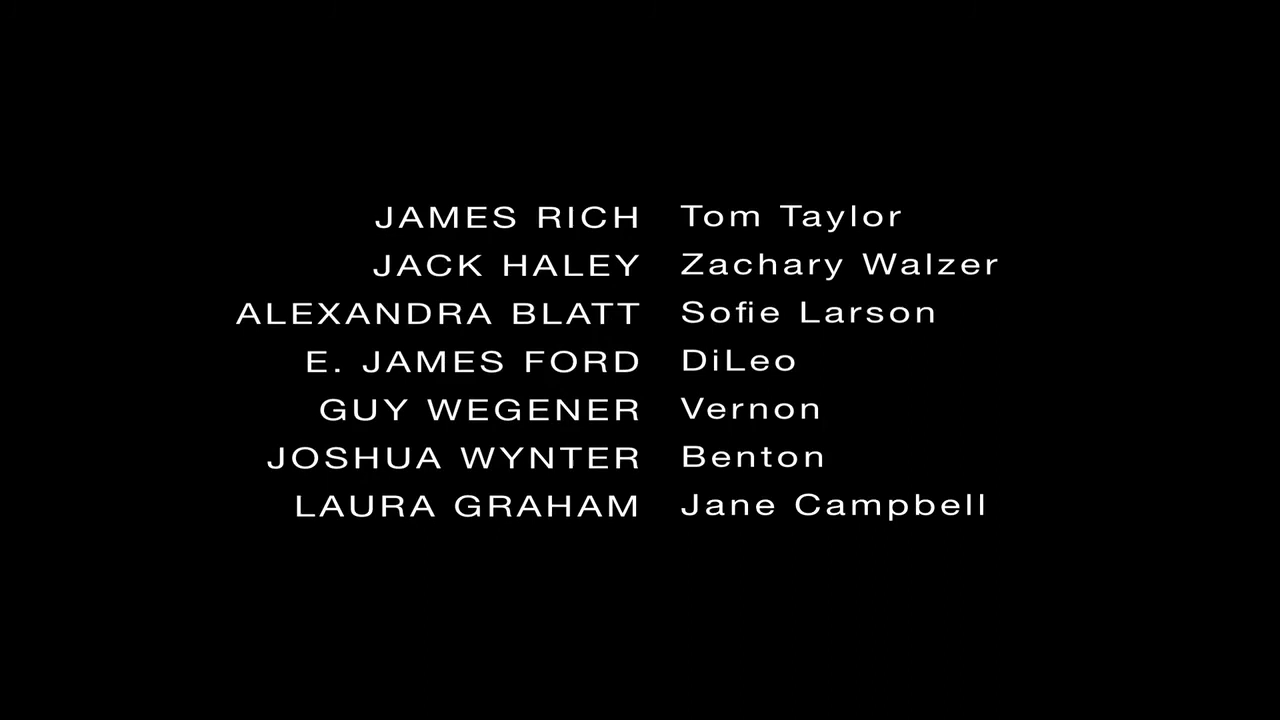 JAMES RICH Tom Taylor
JACK HALEY Zachary Walzer
ALEXANDRA BLATT Sofie Larson
E. JAMES FORD DiLeo
GUY WEGENER Vernon
JOSHUA WYNTER Benton
LAURA GRAHAM Jane Campbell